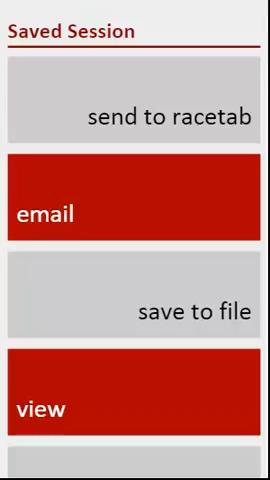 Saved Session
send to racetab
email
save to file
view